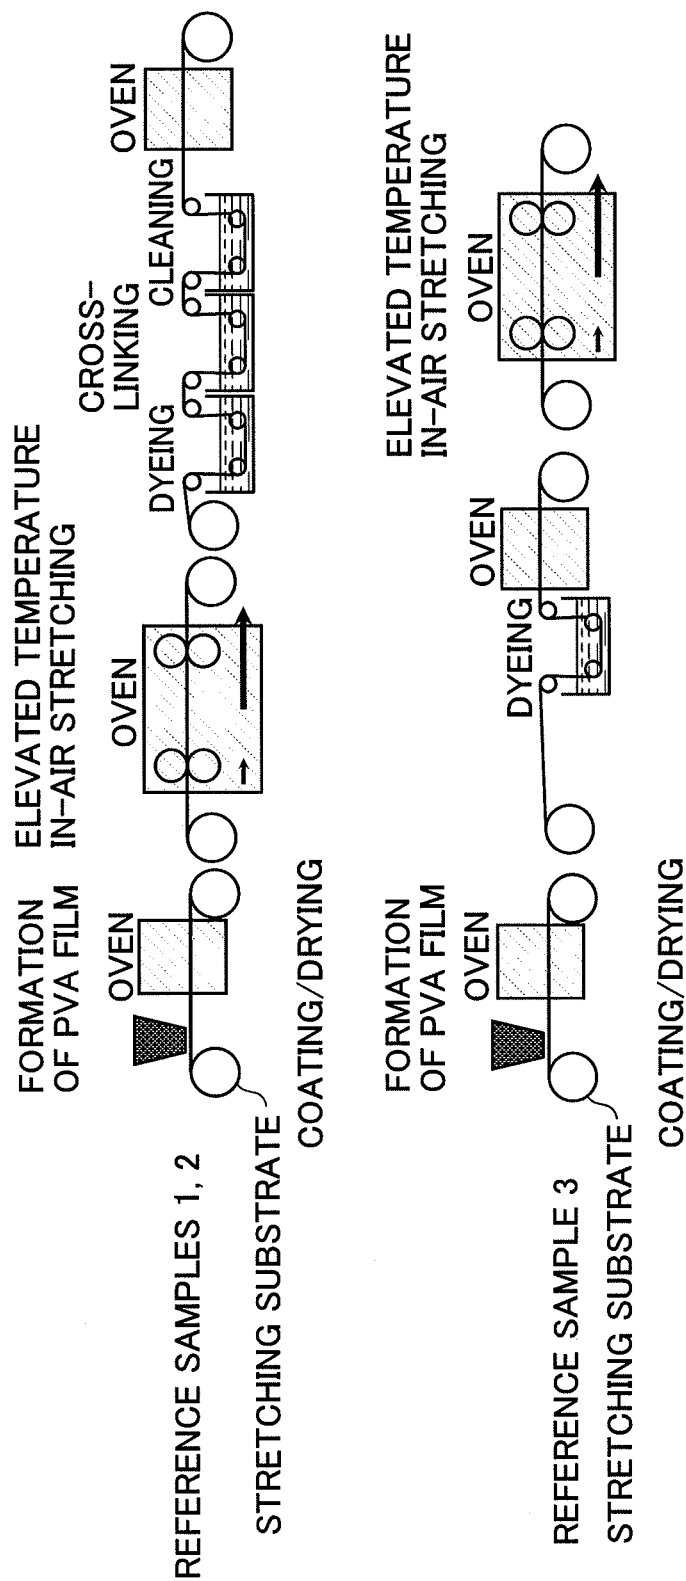 REFERENCE SAMPLES 1, 2
STRETCHING SUBSTRATE
FORMATION
OF PVA FILM
OVEN
COATING/DRYING
ELEVATED TEMPERATURE
IN-AIR STRETCHING
OVEN
DYEING
CROSS-
LINKING
CLEANING
OVEN
REFERENCE SAMPLE 3
STRETCHING SUBSTRATE
FORMATION
OF PVA FILM
OVEN
COATING/DRYING
DYEING
OVEN
ELEVATED TEMPERATURE
IN-AIR STRETCHING
OVEN